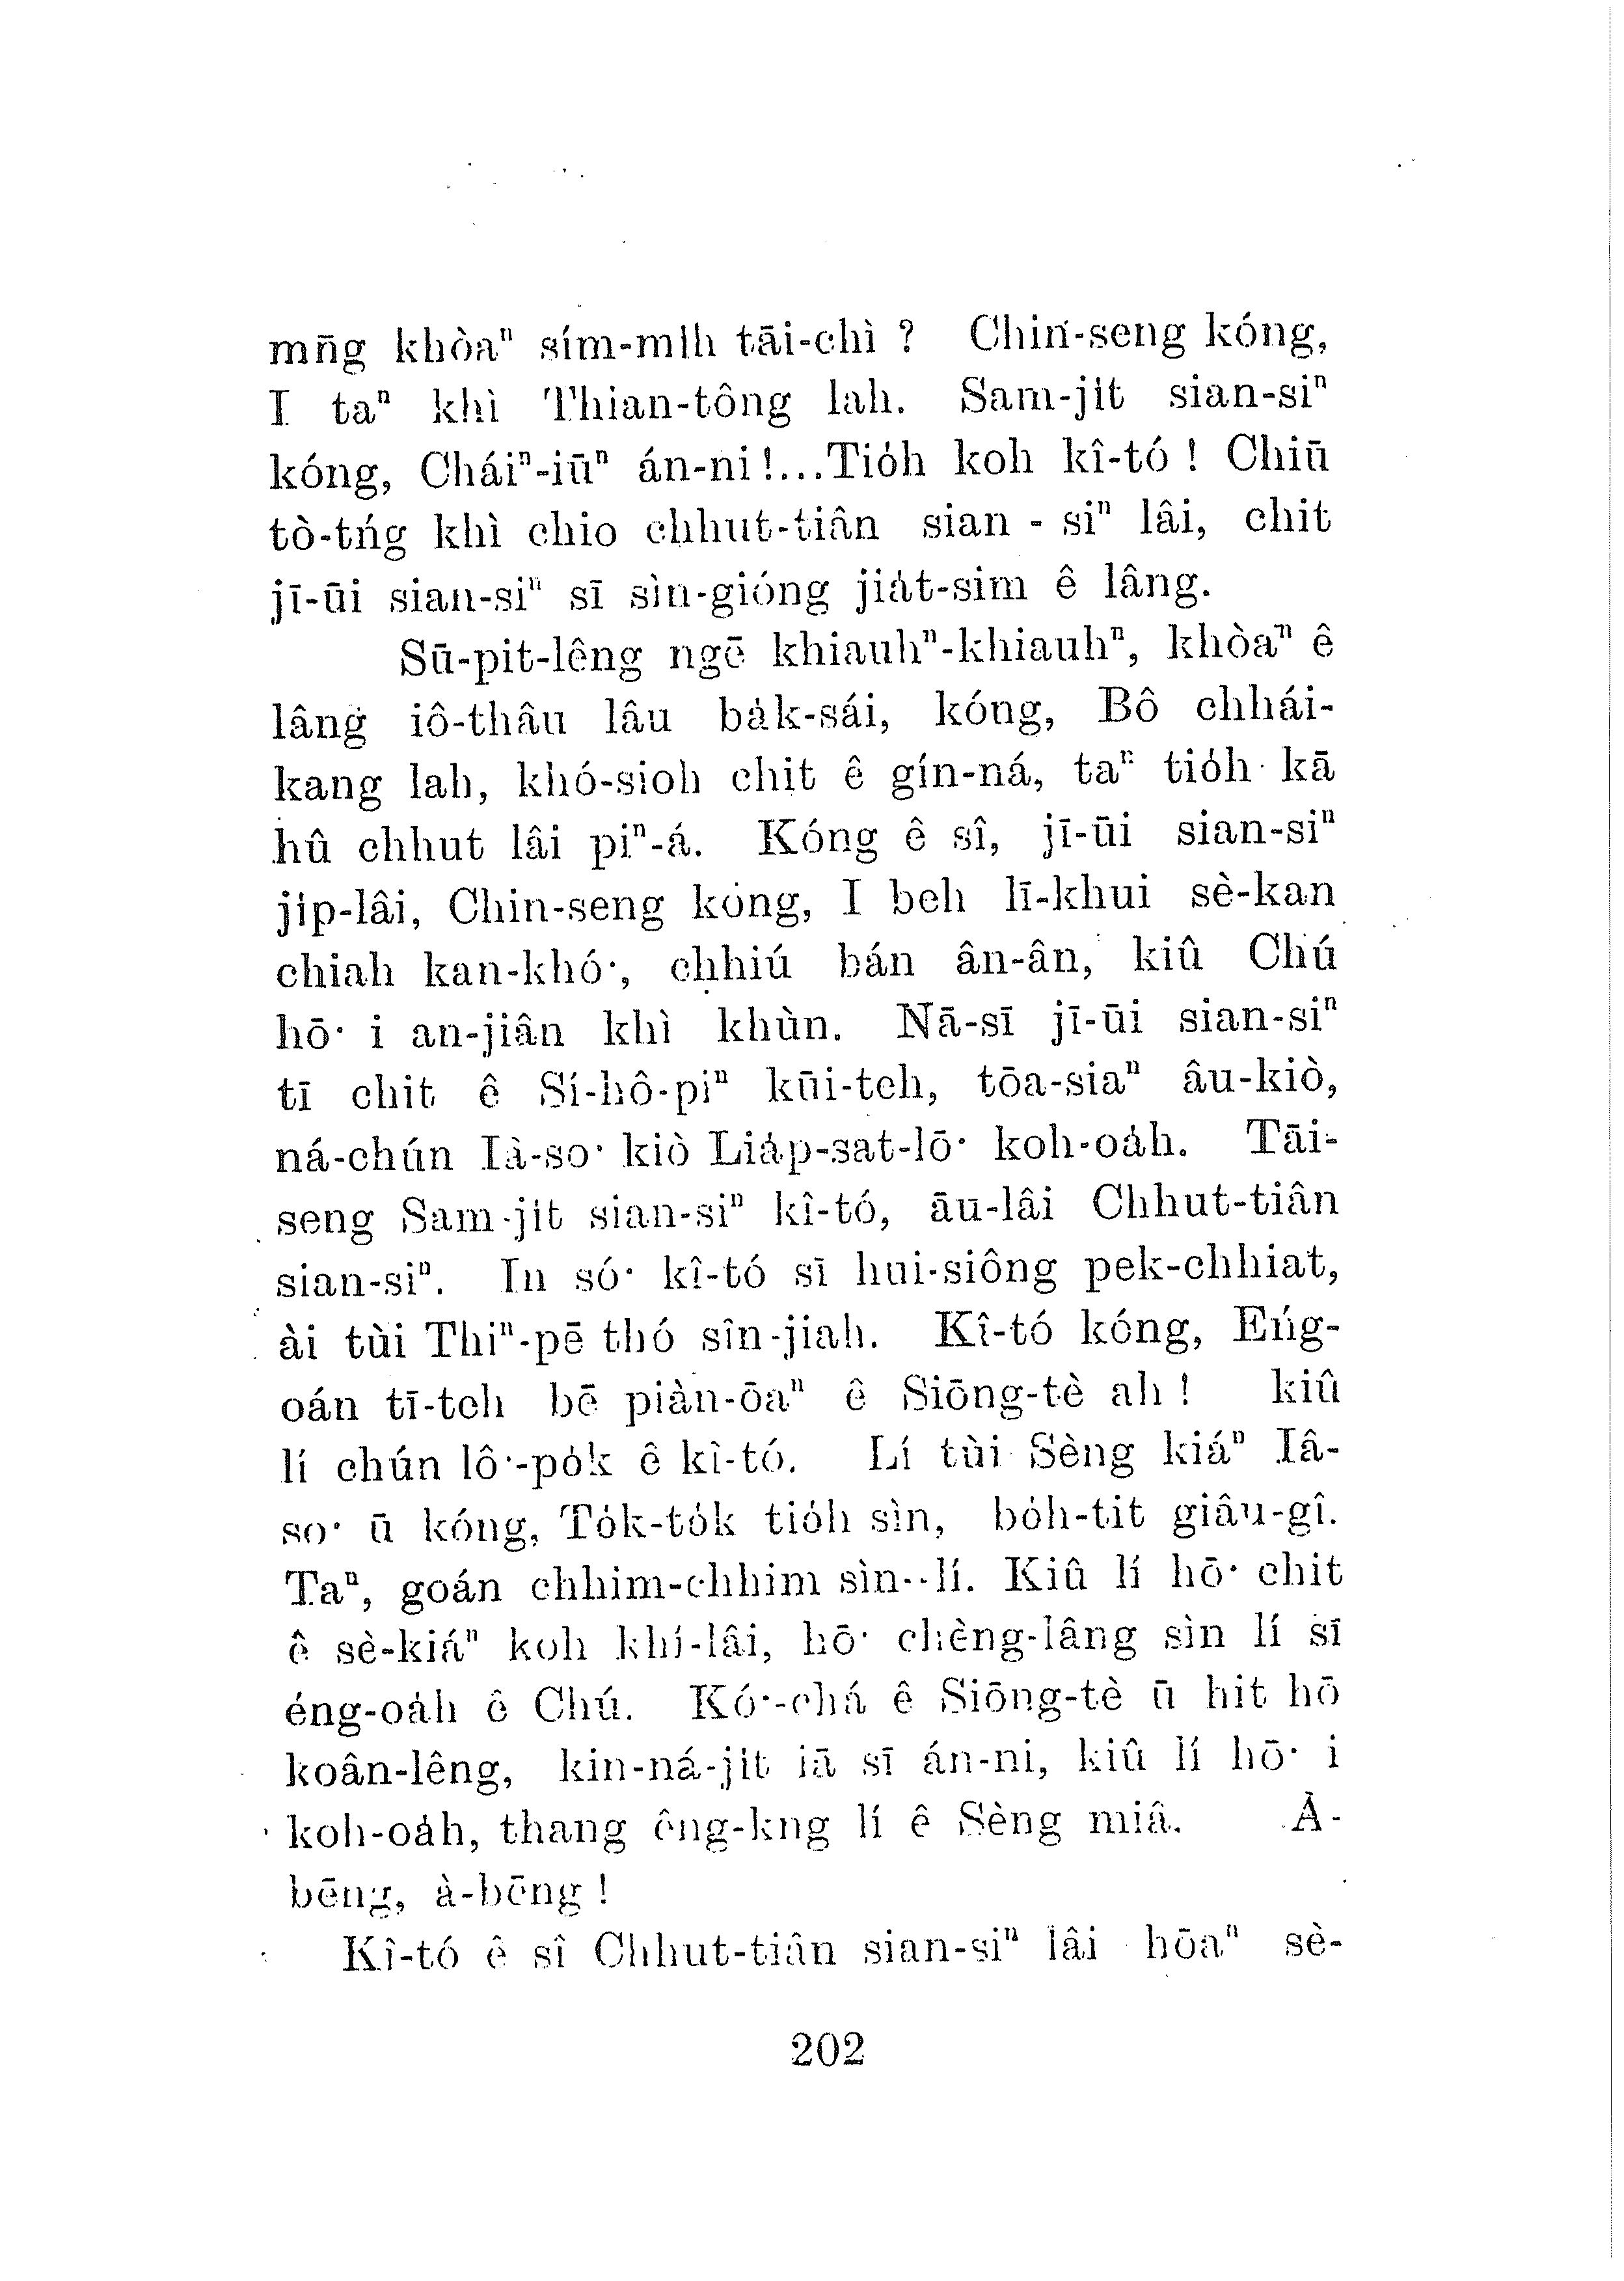 mn̄g khòaⁿ sím-mih tāi-chì ? Chin-seng kóng,
I taⁿ khì Thian-tông lah. Sam-ji̍t sian-siⁿ
kóng, Cháiⁿ-iūⁿ án-ni !...Tio̍h koh kî-tó ! Chiū
tò-tńg khì chio chhut-tiân sian - siⁿ lâi, chit
jī-ūi sian-siⁿ sī sìn-gióng jia̍t-sim ê lâng.
Sū-pit-lêng ngē khiauhⁿ-khiauhⁿ, khòaⁿ ê
lâng iô-thâu lâu ba̍k-sái, kóng, Bô chhái-
kang lah, khó-sioh chit ê gín-ná, taⁿ tio̍h kā
hû chhut lâi piⁿ-á. Kóng ê sî, jī-ūi sian-siⁿ
ji̍p-lâi, Chin-seng kóng, I beh lī-khui sè-kan
chiah kan-khó͘, chhiú bán ân-ân, kiû Chú
hō͘ i an-jiân khì khùn. Nā-sī jī-ūi sian-siⁿ
tī chit ê Sí-hô-piⁿ kūi-teh, tōa-siaⁿ âu-kiò,
ná-chún Ià-so͘ kiò Lia̍p-sat-lō͘ koh-oa̍h. Tāi-
seng Sam-ji̍t sian-siⁿ kî-tó, āu-lâi Chhut-tiân
sian-siⁿ. In só͘ kî-tó sī hui-siông pek-chhiat,
ài tùi Thiⁿ-pē thó sîn-jiah. Kî-tó kóng, Eńg-
oán tī-teh bē piàn-ōaⁿ ê Siōng-tè ah ! kiû
lí chún lô͘-po̍k ê kî-tó. Lí tùi Sèng kiáⁿ Iâ-
so͘ ū kóng, To̍k-to̍k tio̍h sìn, bo̍h-tit giâu-gî.
Taⁿ, goán chhim-chhim sìn--lí. Kiû lí hō͘ chit
ê sè-kiáⁿ koh khí-lâi, hō͘ chèng-lâng sìn lí sī
éng-oa̍h ê Chú. Kó͘-chá ê Siōng-tè ū hit hō
koân-lêng, kin-ná-ji̍t iā sī án-ni, kiû lí hō͘ i
koh-oa̍h, thang êng-kng lí ê Sèng miâ. À-
bēng, à-bēng !
Kî-tó ê sî Chhut-tiân sian-siⁿ lâi hōaⁿ sè-
202